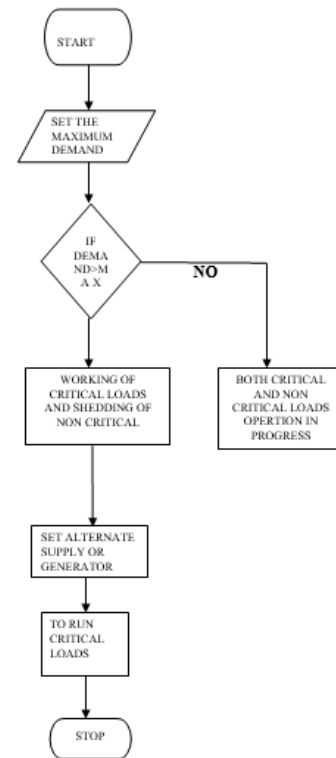 START
SET THE
MAXIMUM
DEMAND
IF
DEMA
ND>M
A X
NO
WORKING OF
CRITICAL LOADS
AND SHEDDING OF
NON CRITICAL
BOTH CRITICAL
AND NON
CRITICAL LOADS
OPERTION IN
PROGRESS
SET ALTERNATE
SUPPLY OR
GENERATOR
TO RUN
CRITICAL
LOADS
STOP